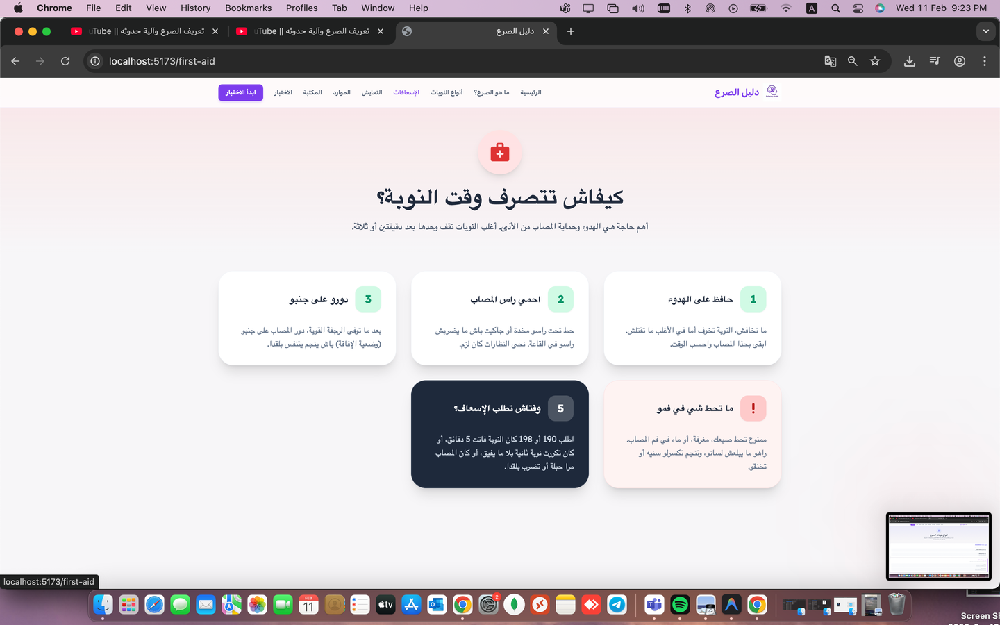 Chrome File Edit View History Bookmarks Profiles Tab Window Help Wed 11 Feb 9:23 PM
تعريف الصرع وآلية حدوثه || uTube
تعريف الصرع وآلية حدوثه || uTube
دليل الصرع
localhost:5173/first-aid
دليل الصرع
الرئيسية ما هو الصرع؟ أنواع النوبات الإسعافات التعايش الموارد المكتبة الاختبار ابدأ الاختبار
كيفاش تتصرف وقت النوبة؟
أهم حاجة هي الهدوء وحماية المصاب من الأذى. أغلب النوبات تقف وحدها بعد دقيقتين أو ثلاثة.
1 حافظ على الهدوء
ما تخافش، النوبة تخوف أما في الأغلب ما تقتلش.
ابقى بحذا المصاب واحسب الوقت.
2 احمي راس المصاب
حط تحت راسو مخدة أو جاكيت باش ما يضربش
راسو في القاعة. نحي النظارات كان لزم.
3 دورو على جنبو
بعد ما توفى الرجفة القوية، دور المصاب على جنبو
(وضعية الإفاقة) باش ينجم يتنفس بلقدا.
! ما تحط شي في فمو
ممنوع تحط صبعك، مغرفة، أو ماء في فم المصاب.
راهو ما يبلعش لسانو، وتنجم تكسرلو سنيه أو
تخنقو.
5 وقتاش تطلب الإسعاف؟
اطلب 190 أو 198 كان النوبة فاتت 5 دقائق، أو
كان تكررت نوبة ثانية بلا ما يفيق، أو كان المصاب
مرا حبلة أو تضرب بلقدا.
انواع نوبات الصرع
localhost:5173/first-aid
FEB
11
tv
2
Screen Sh